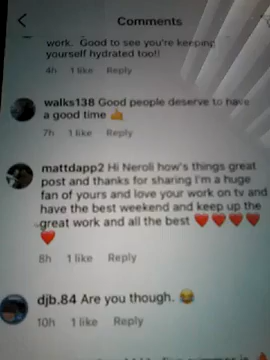 Comments
work. Good to see you're keeping
yourself hydrated too!!
4h 1 like Reply
walks138 Good people deserve to have
a good time 🤙
7h 1 like Reply
mattdapp2 Hi Neroli how's things great
post and thanks for sharing I'm a huge
fan of yours and love your work on tv and
have the best weekend and keep up the
great work and all the best ❤️❤️❤️❤️
❤️
8h 1 like Reply
djb.84 Are you though. 😂
10h 1 like Reply